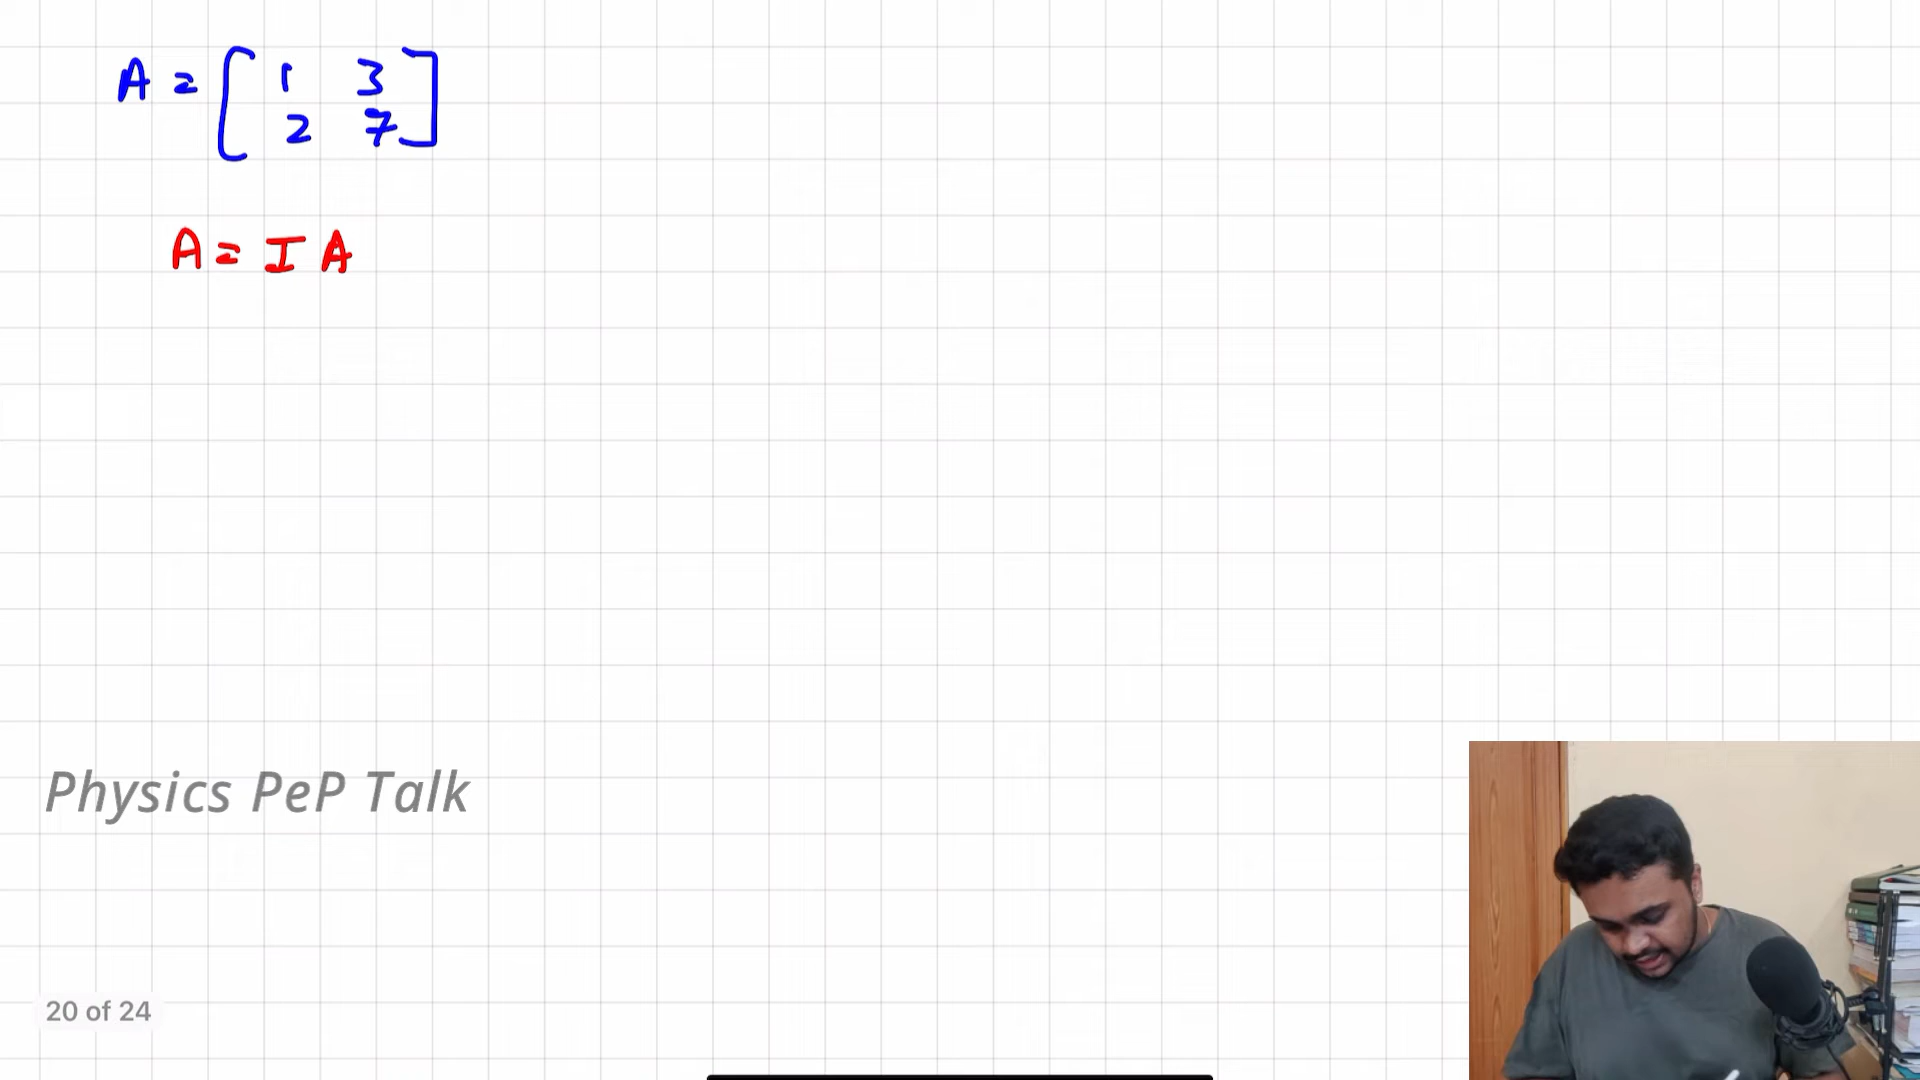 A = [ 1 3
2 7 ]
A = I A
Physics PeP Talk
20 of 24